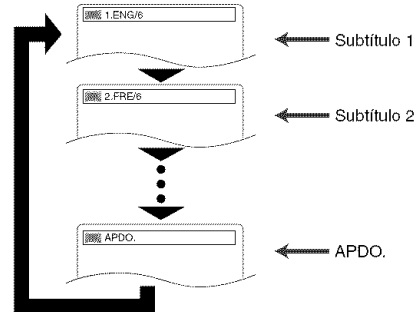 1.ENG/6
Subtítulo 1
2.FRE/6
Subtítulo 2
APDO.
APDO.